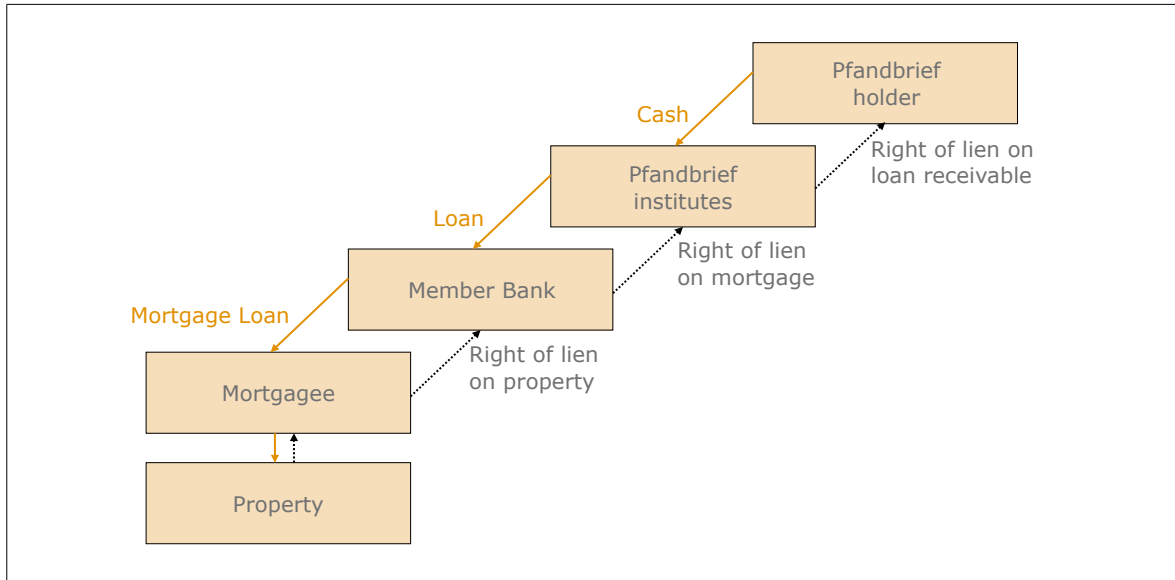 Pfandbrief
holder
Cash
Right of lien on
loan receivable
Pfandbrief
institutes
Loan
Right of lien
on mortgage
Member Bank
Mortgage Loan
Right of lien
on property
Mortgagee
Property